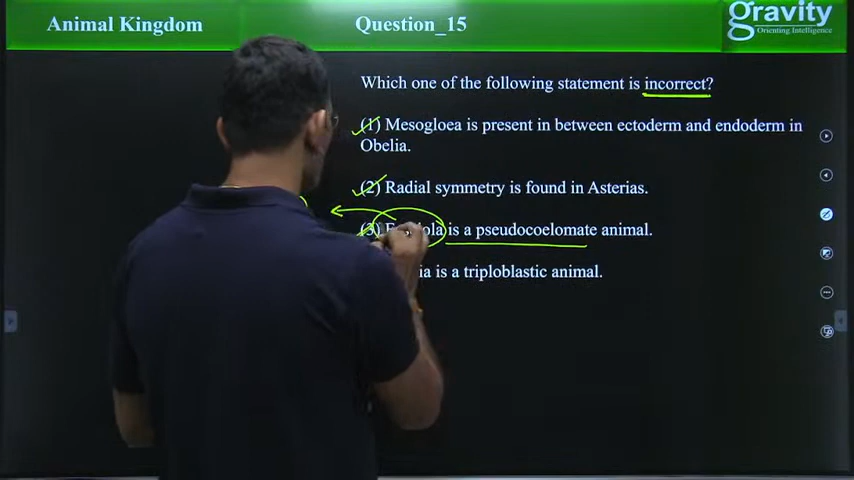 Animal Kingdom
Question_15
gravity
Orienting Intelligence
Which one of the following statement is incorrect?
(1) Mesogloea is present in between ectoderm and endoderm in
Obelia.
(2) Radial symmetry is found in Asterias.
(3) is a pseudocoelomate animal.
is a triploblastic animal.